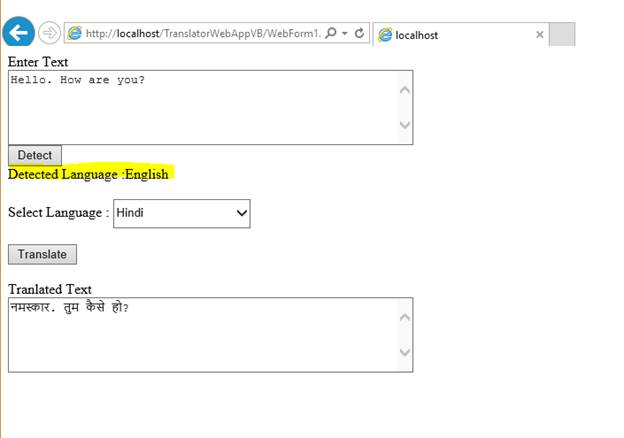 http://localhost/TranslatorWebAppVB/WebForm1.
localhost
Enter Text
Hello. How are you?
Detect
Detected Language :English
Select Language : Hindi
Translate
Tranlated Text
नमस्कार. तुम कैसे हो?